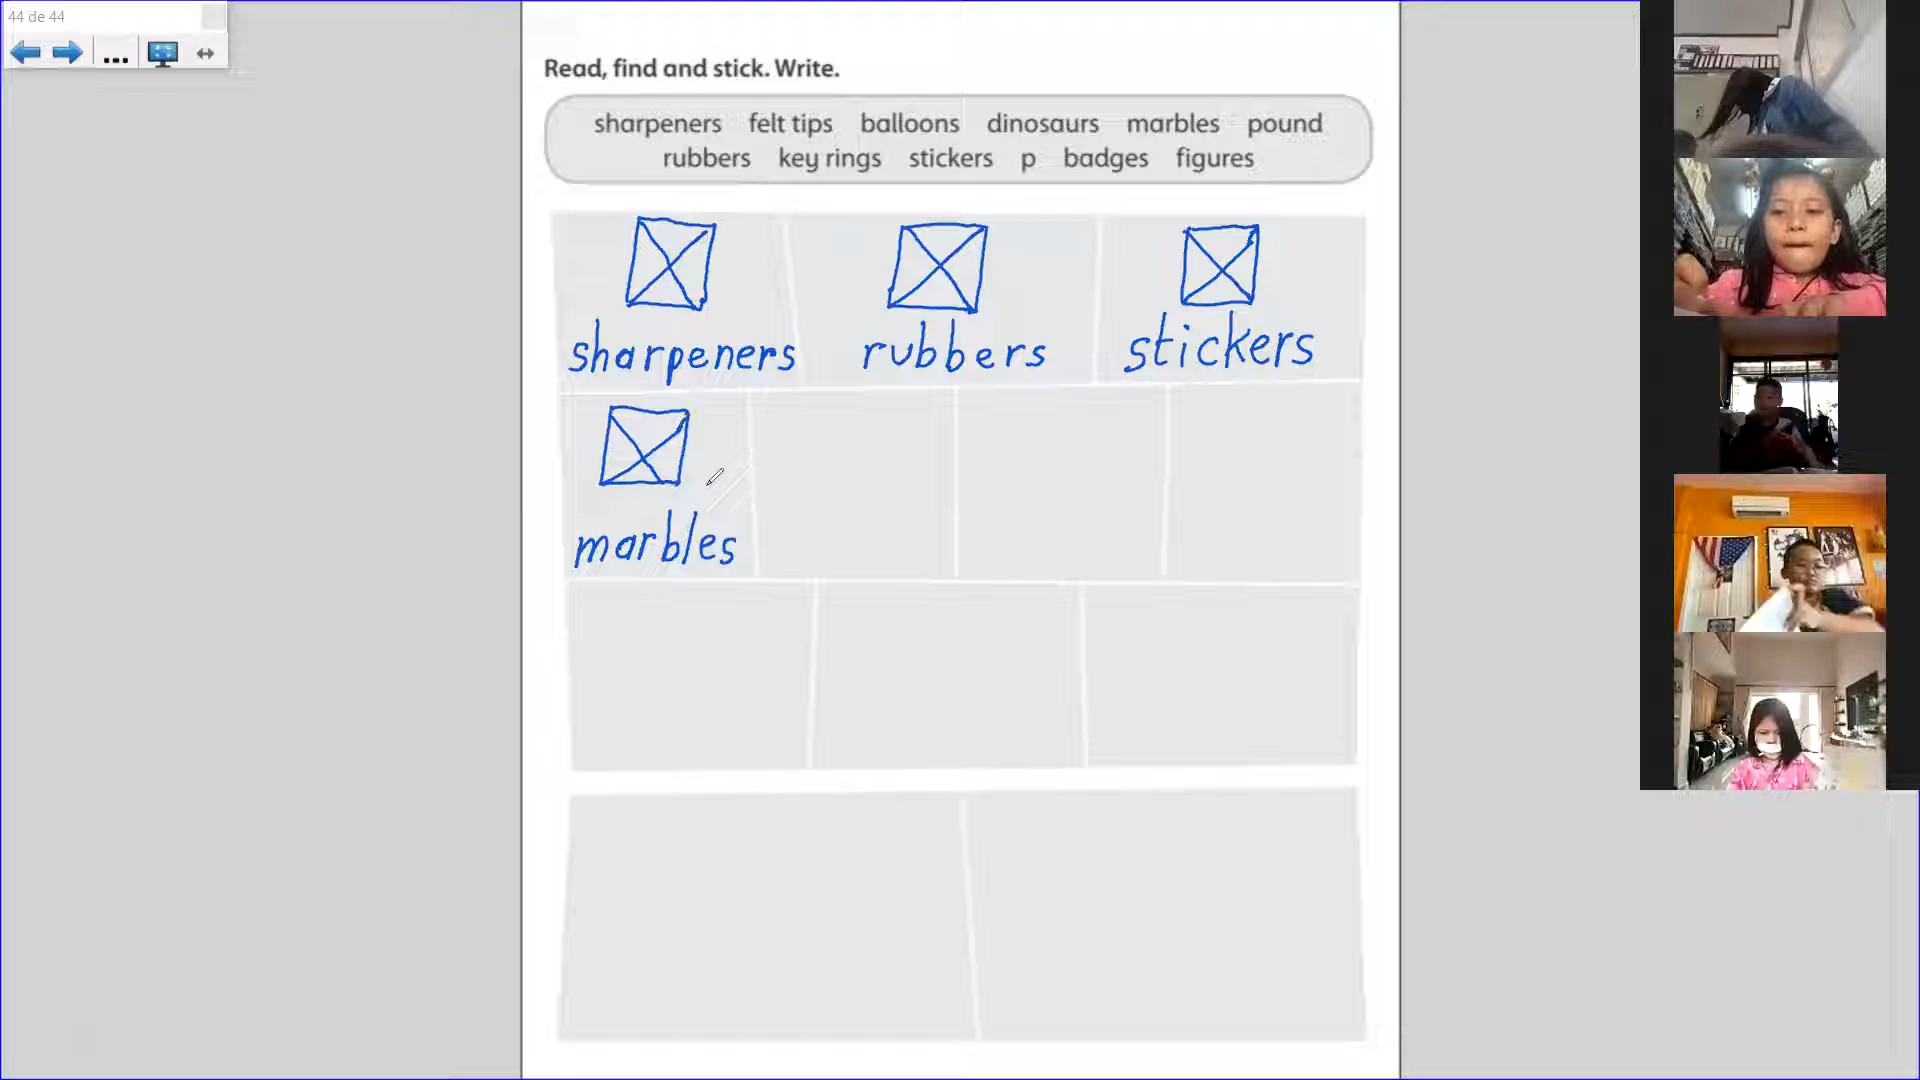 44 de 44
Read, find and stick. Write.
sharpeners felt tips balloons dinosaurs marbles pound
rubbers key rings stickers p badges figures
sharpeners rubbers stickers
marbles